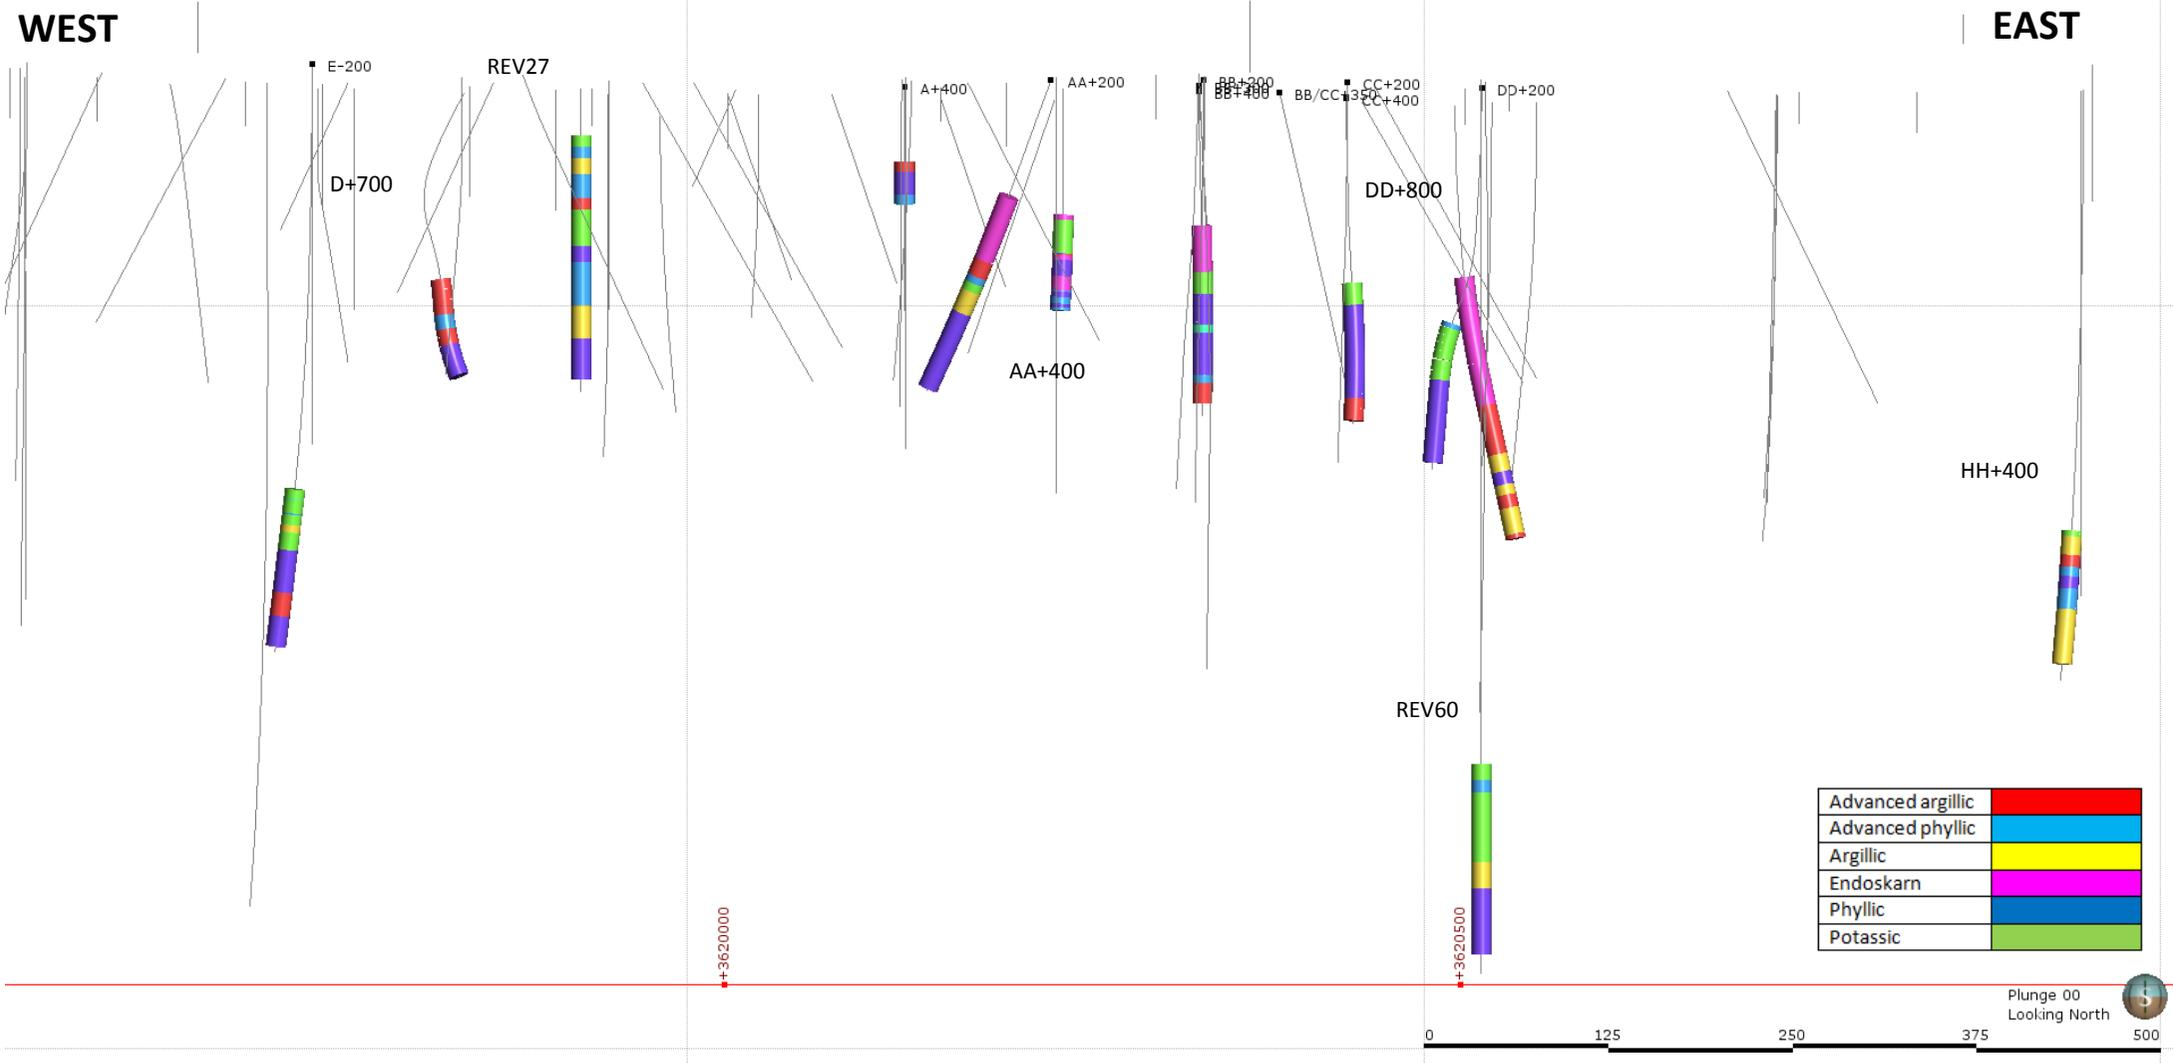 WEST
EAST
E-200
REV27
A+400
AA+200
BB+200
BB+400
BB/CC+350
CC+200
CC+400
DD+200
D+700
DD+800
AA+400
HH+400
REV60
Advanced argillic
Advanced phyllic
Argillic
Endoskarn
Phyllic
Potassic
+3620000
+3620500
Plunge 00
Looking North
S
0 125 250 375 500